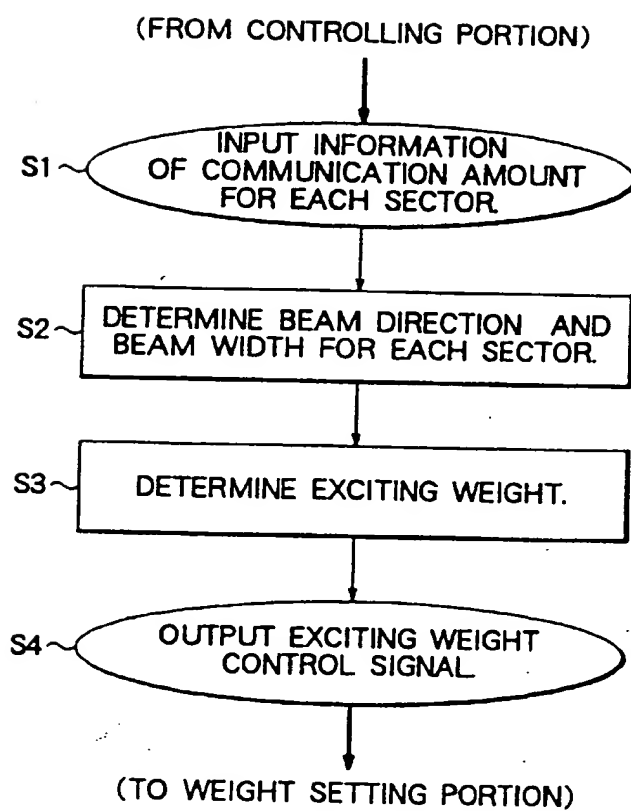 (FROM CONTROLLING PORTION)
S1
INPUT INFORMATION
OF COMMUNICATION AMOUNT
FOR EACH SECTOR.
S2
DETERMINE BEAM DIRECTION AND
BEAM WIDTH FOR EACH SECTOR.
S3
DETERMINE EXCITING WEIGHT.
S4
OUTPUT EXCITING WEIGHT
CONTROL SIGNAL
(TO WEIGHT SETTING PORTION)